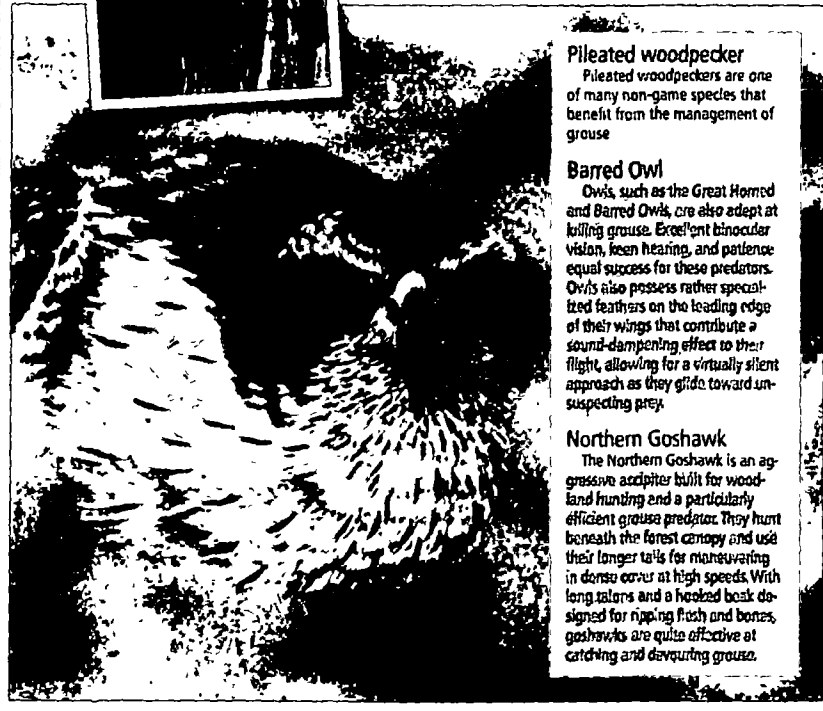 Pileated woodpecker
Pileated woodpeckers are one
of many non-game species that
benefit from the management of
grouse
Barred Owl
Owls, such as the Great Horned
and Barred Owls, are also adept at
killing grouse. Excellent binocular
vision, keen hearing, and patience
equal success for these predators.
Owls also possess rather special-
ized feathers on the leading edge
of their wings that contribute a
sound-dampening effect to their
flight, allowing for a virtually silent
approach as they glide toward un-
suspecting prey.
Northern Goshawk
The Northern Goshawk is an ag-
gressive accipiter built for wood-
land hunting and a particularly
efficient grouse predator. They hunt
beneath the forest canopy and use
their longer tails for maneuvering
in dense cover at high speeds. With
long talons and a hooked beak de-
signed for ripping flesh and bones,
goshawks are quite effective at
catching and devouring grouse.